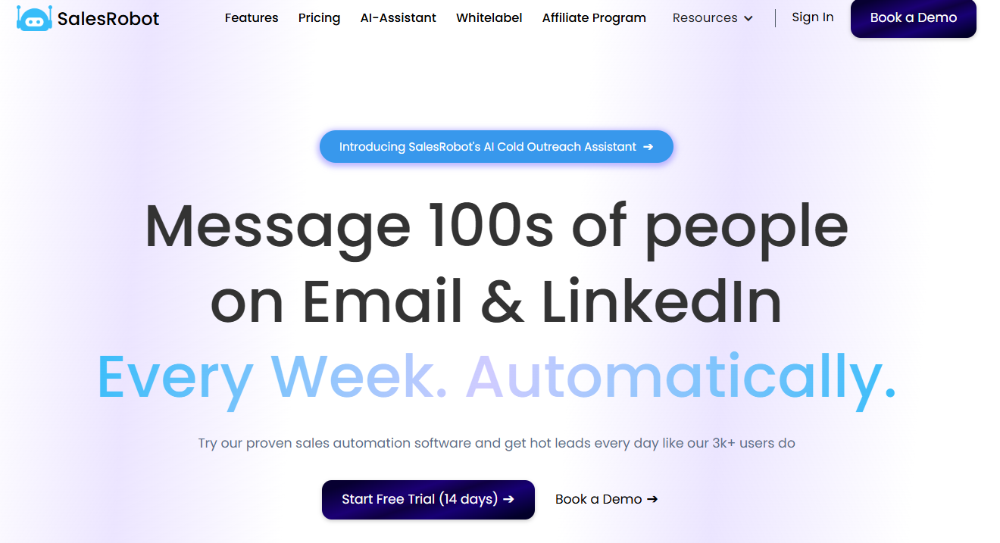 SalesRobot
Features
Pricing
AI-Assistant
Whitelabel
Affiliate Program
Resources
Sign In
Book a Demo
Introducing SalesRobot's AI Cold Outreach Assistant ➔
Message 100s of people
on Email & LinkedIn
Every Week. Automatically.
Try our proven sales automation software and get hot leads every day like our 3k+ users do
Start Free Trial (14 days) ➔
Book a Demo ➔